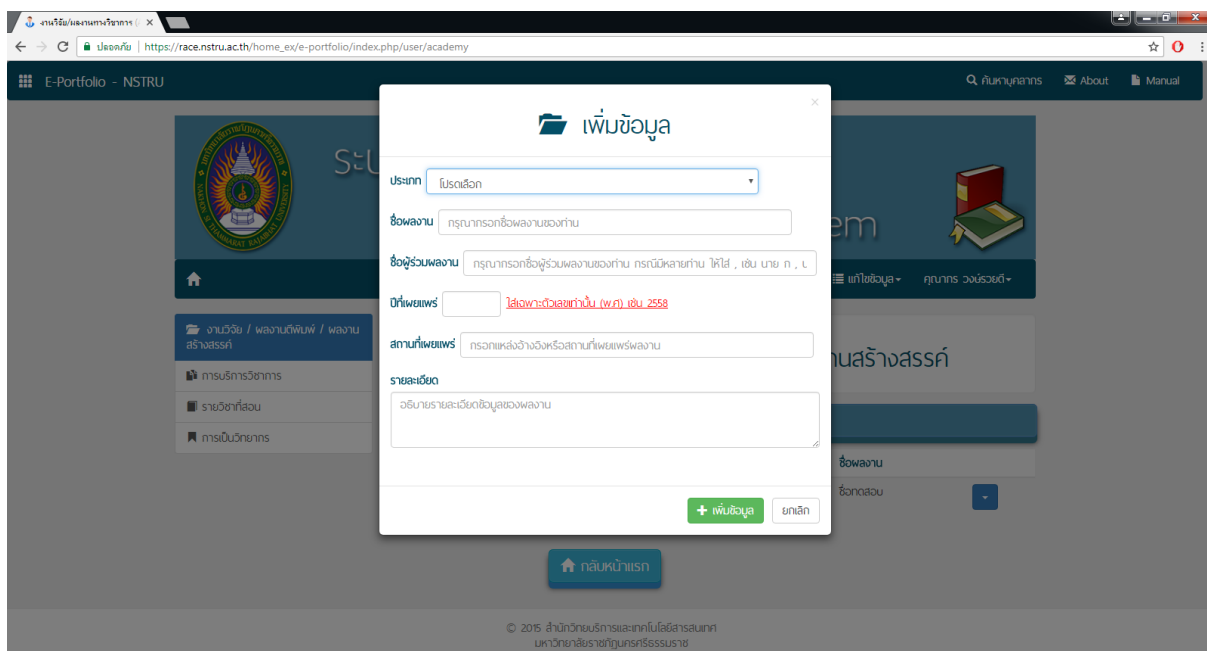 งานวิจัย/ผลงานทางวิชาการ
ปลอดภัย | https://race.nstru.ac.th/home_ex/e-portfolio/index.php/user/academy
E-Portfolio - NSTRU
ค้นหาบุคลากร About Manual
เพิ่มข้อมูล
ประเภท โปรดเลือก
ชื่อผลงาน กรุณากรอกชื่อผลงานของท่าน
ชื่อผู้ร่วมผลงาน กรุณากรอกชื่อผู้ร่วมผลงานของท่าน กรณีมีหลายท่าน ให้ใส่ , เช่น นาย ก , น
ปีที่เผยแพร่ ใส่เฉพาะตัวเลขเท่านั้น (พ.ศ) เช่น 2558
สถานที่เผยแพร่ กรอกแหล่งอ้างอิงหรือสถานที่เผยแพร่ผลงาน
รายละเอียด
อธิบายรายละเอียดข้อมูลของผลงาน
+ เพิ่มข้อมูล ยกเลิก
ระบ
em
แก้ไขข้อมูล คุณากร วงษ์รวยดี
งานวิจัย / ผลงานตีพิมพ์ / ผลงาน
สร้างสรรค์
การบริการวิชาการ
รายวิชาที่สอน
การเป็นวิทยากร
านสร้างสรรค์
ชื่อผลงาน
ชื่อทดสอบ
กลับหน้าแรก
© 2015 สำนักวิทยบริการและเทคโนโลยีสารสนเทศ
มหาวิทยาลัยราชภัฏนครศรีธรรมราช